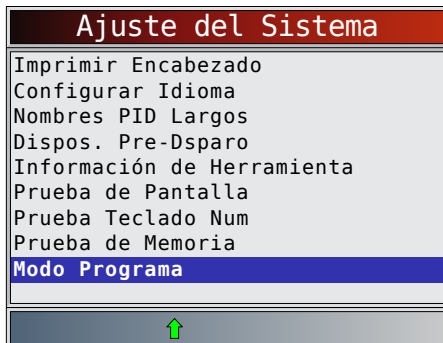 Ajuste del Sistema
Imprimir Encabezado
Configurar Idioma
Nombres PID Largos
Dispos. Pre-Dsparo
Información de Herramienta
Prueba de Pantalla
Prueba Teclado Num
Prueba de Memoria
Modo Programa